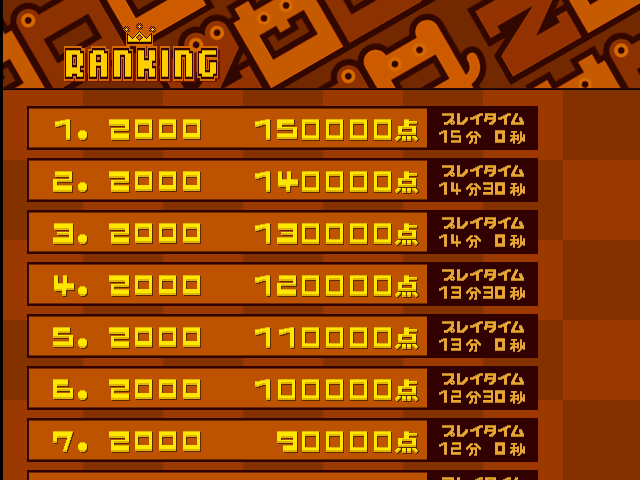 RANKING
1. 2000 150000点 プレイタイム
15分 0秒
2. 2000 140000点 プレイタイム
14分30秒
3. 2000 130000点 プレイタイム
14分 0秒
4. 2000 120000点 プレイタイム
13分30秒
5. 2000 110000点 プレイタイム
13分 0秒
6. 2000 100000点 プレイタイム
12分30秒
7. 2000 90000点 プレイタイム
12分 0秒